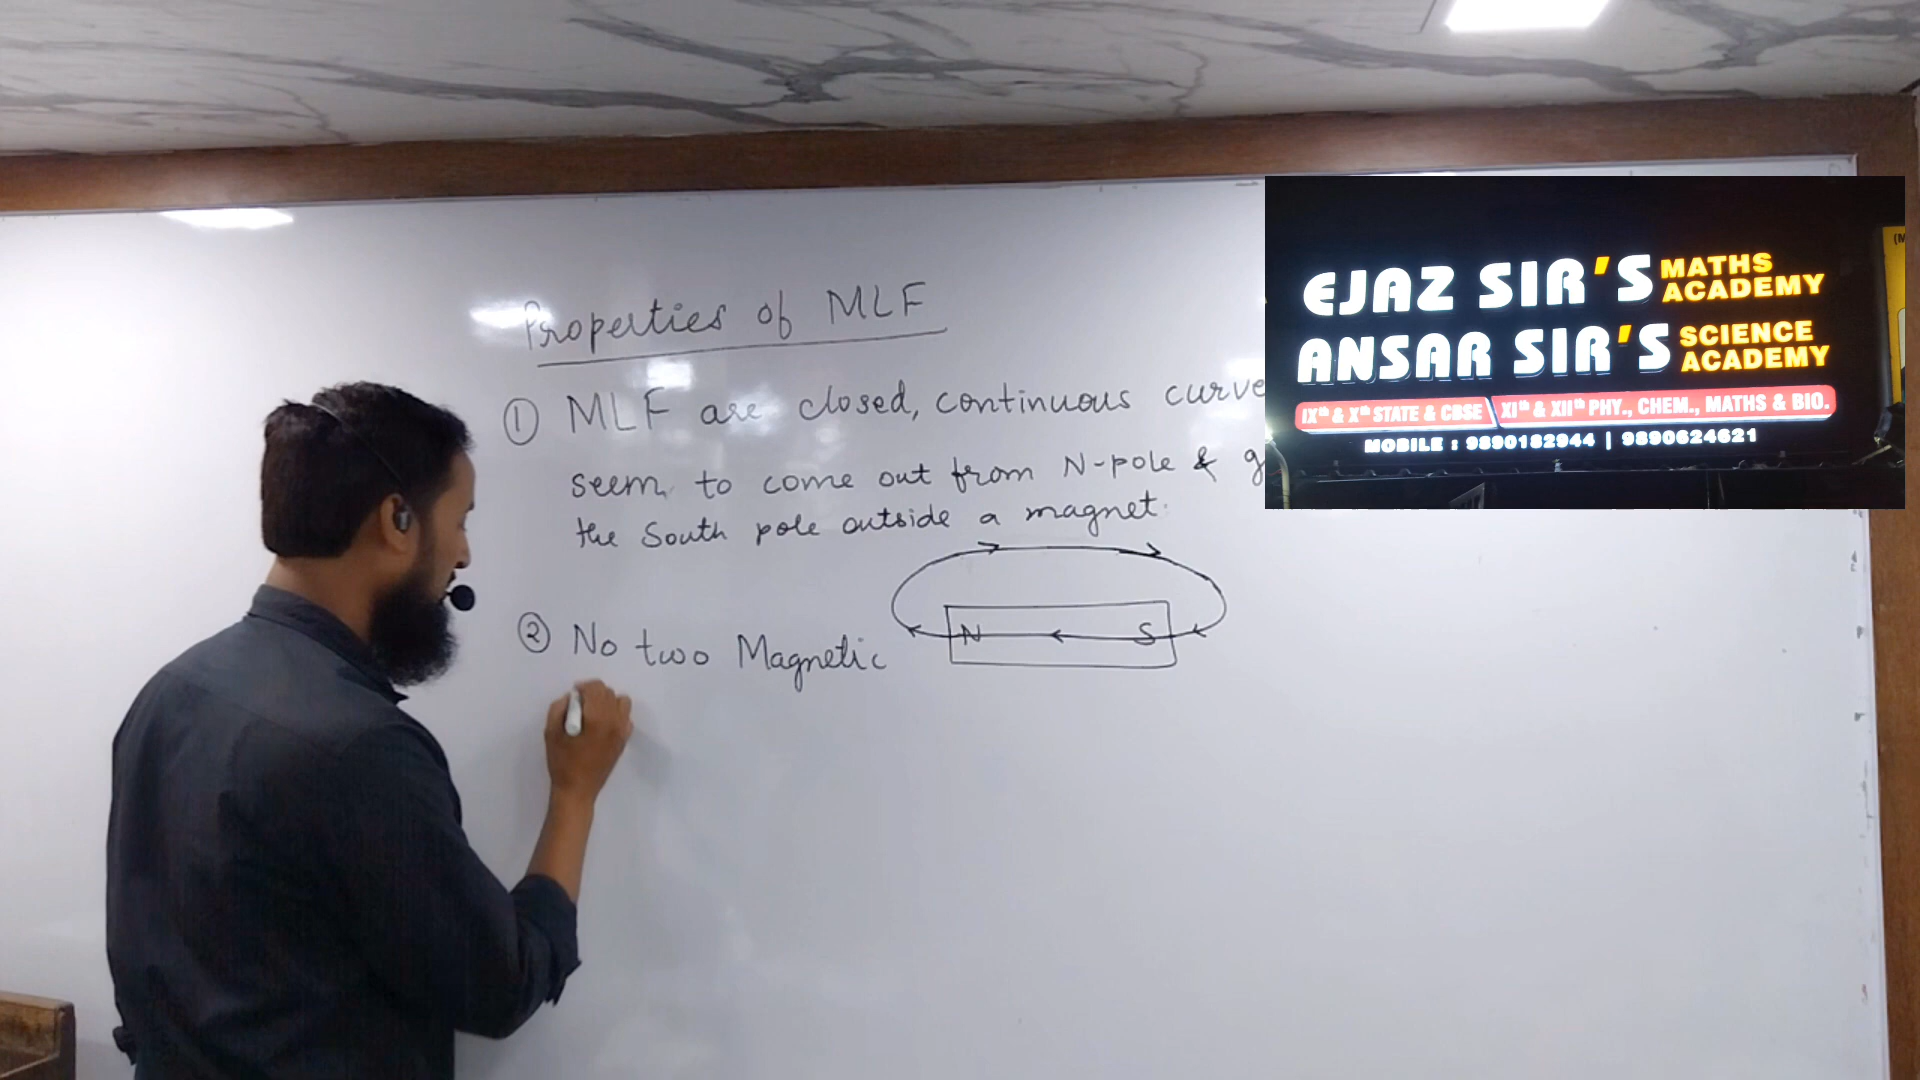 Properties of MLF
① MLF are closed, continuous curve
seem to come out from N-pole &
the South pole outside a magnet.
② No two Magnetic
N S
EJAZ SIR'S MATHS ACADEMY
ANSAR SIR'S SCIENCE ACADEMY
IXth & Xth STATE & CBSE XIth & XIIth PHY., CHEM., MATHS & BIO.
MOBILE : 9890182944 | 9890624621